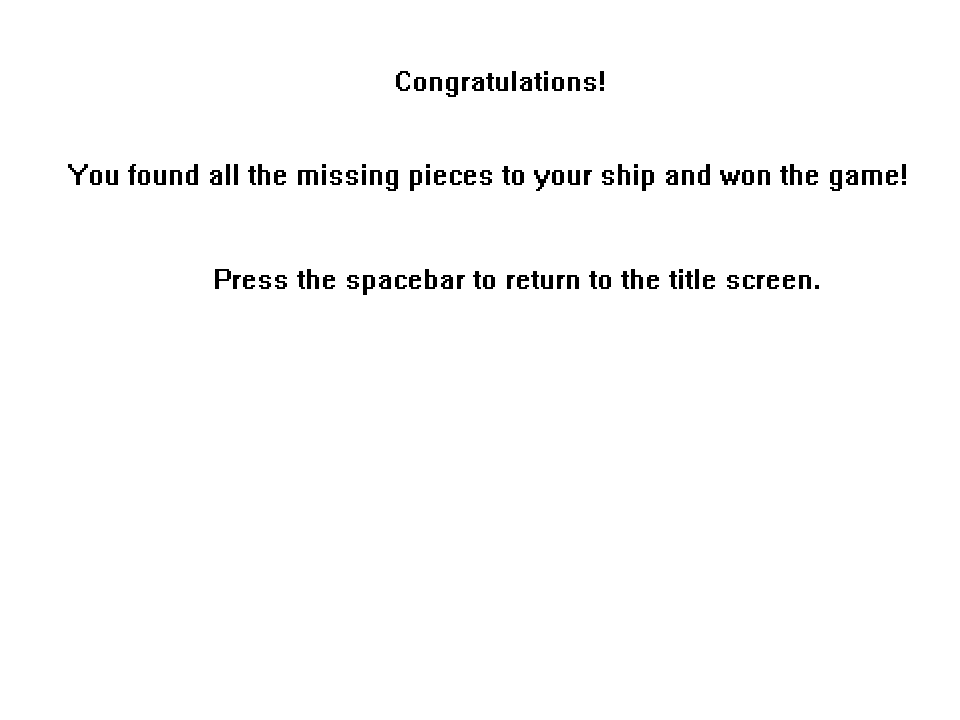 Congratulations!
You found all the missing pieces to your ship and won the game!
Press the spacebar to return to the title screen.